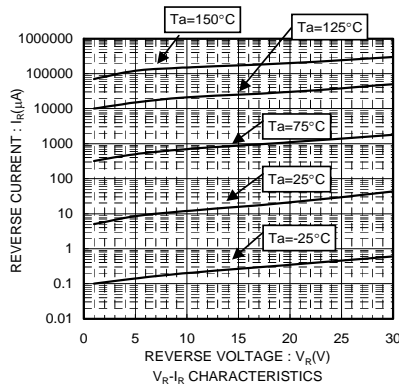 Ta=150°C
Ta=125°C
1000000
100000
10000
1000
100
10
1
0.1
0.01
REVERSE CURRENT : IR(μA)
Ta=75°C
Ta=25°C
Ta=-25°C
0 5 10 15 20 25 30
REVERSE VOLTAGE : VR(V)
VR-IR CHARACTERISTICS